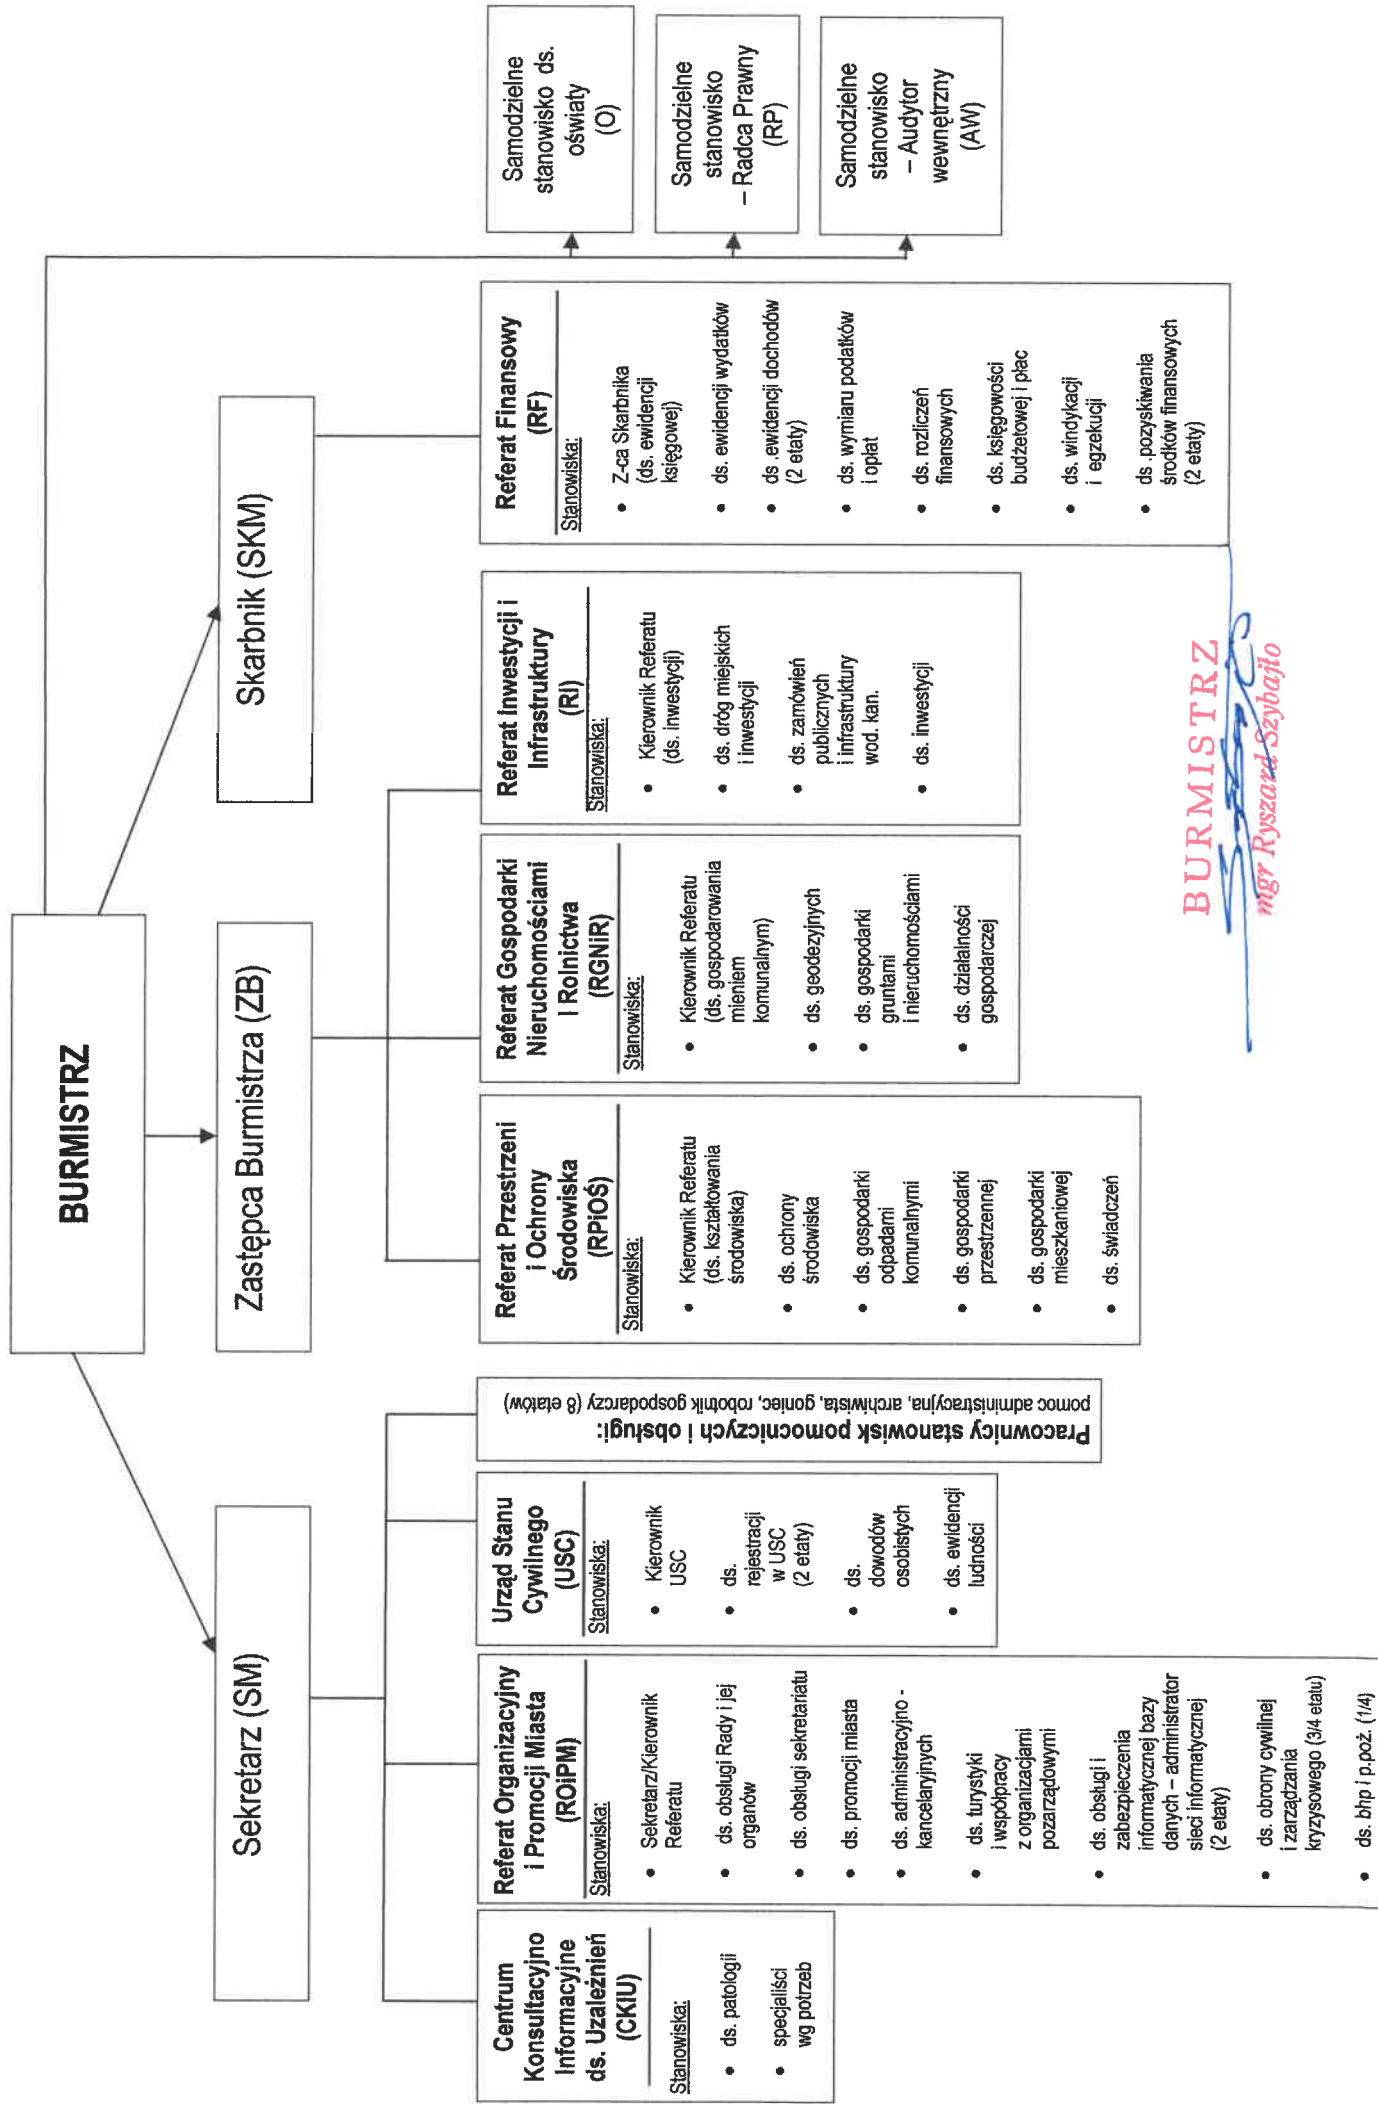 BURMISTRZ
Sekretarz (SM)
Zastępca Burmistrza (ZB)
Skarbnik (SKM)
Samodzielne
stanowisko ds.
oświaty
(O)
Samodzielne
stanowisko
– Radca Prawny
(RP)
Samodzielne
stanowisko
– Audytor
wewnętrzny
(AW)
Centrum
Konsultacyjno
Informacyjne
ds. Uzależnień
(CKIU)
Stanowiska:
• ds. patologii
• specjaliści
wg potrzeb
Referat Organizacyjny
i Promocji Miasta
(ROiPM)
Stanowiska:
• Sekretarz/Kierownik
Referatu
• ds. obsługi Rady i jej
organów
• ds. obsługi sekretariatu
• ds. promocji miasta
• ds. administracyjno -
kancelaryjnych
• ds. turystyki
i współpracy
z organizacjami
pozarządowymi
• ds. obsługi i
zabezpieczenia
informatycznej bazy
danych – administrator
sieci informatycznej
(2 etaty)
• ds. obrony cywilnej
i zarządzania
kryzysowego (3/4 etatu)
• ds. bhp i p.poż. (1/4)
Urząd Stanu
Cywilnego
(USC)
Stanowiska:
• Kierownik
USC
• ds.
rejestracji
w USC
(2 etaty)
• ds.
dowodów
osobistych
• ds. ewidencji
ludności
Pracownicy stanowisk pomocniczych i obsługi:
pomoc administracyjna, archiwista, goniec, robotnik gospodarczy (8 etatów)
Referat Przestrzeni
i Ochrony
Środowiska
(RPiOŚ)
Stanowiska:
• Kierownik Referatu
(ds. kształtowania
środowiska)
• ds. ochrony
środowiska
• ds. gospodarki
odpadami
komunalnymi
• ds. gospodarki
przestrzennej
• ds. gospodarki
mieszkaniowej
• ds. świadczeń
Referat Gospodarki
Nieruchomościami
I Rolnictwa
(RGNiR)
Stanowiska:
• Kierownik Referatu
(ds. gospodarowania
mieniem
komunalnym)
• ds. geodezyjnych
• ds. gospodarki
gruntami
i nieruchomościami
• ds. działalności
gospodarczej
Referat Inwestycji i
Infrastruktury
(RI)
Stanowiska:
• Kierownik Referatu
(ds. inwestycji)
• ds. dróg miejskich
i inwestycji
• ds. zamówień
publicznych
i infrastruktury
wod. kan.
• ds. inwestycji
Referat Finansowy
(RF)
Stanowiska:
• Z-ca Skarbnika
(ds. ewidencji
księgowej)
• ds. ewidencji wydatków
• ds .ewidencji dochodów
(2 etaty)
• ds. wymiaru podatków
i opłat
• ds. rozliczeń
finansowych
• ds. księgowości
budżetowej i płac
• ds. windykacji
i egzekucji
• ds .pozyskiwania
środków finansowych
(2 etaty)
BURMISTRZ
mgr Ryszard Szybajło